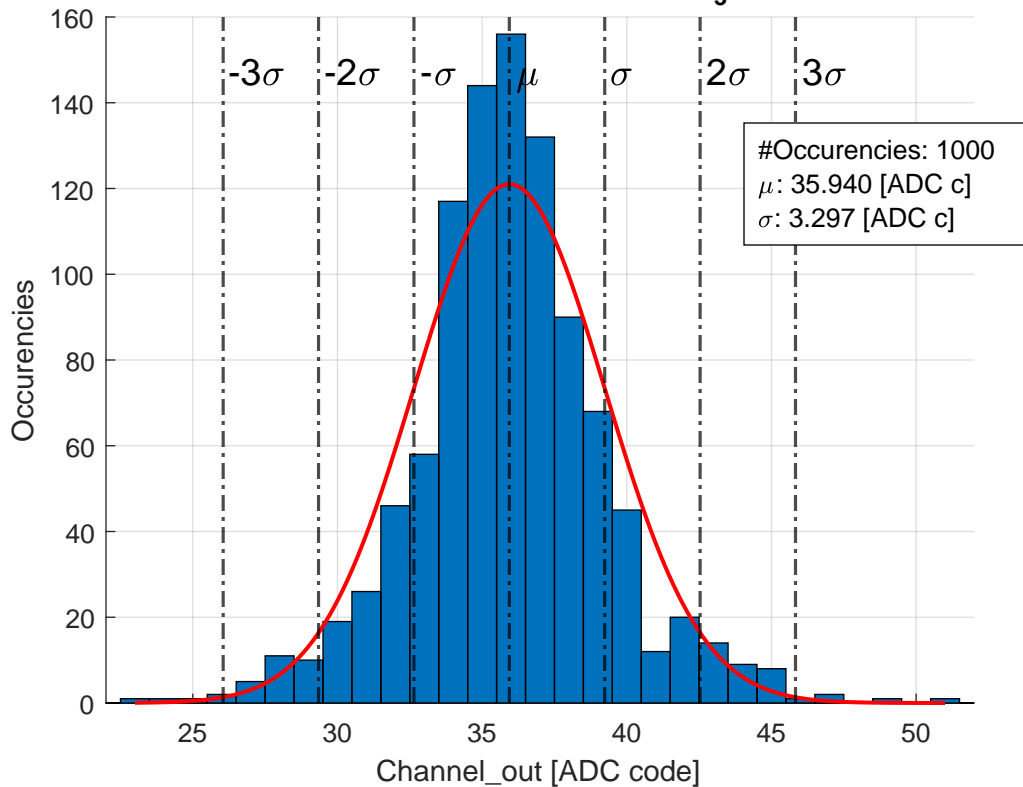 160
140
120
100
80
60
40
20
0
Occurencies
-3σ
-2σ
-σ
μ
σ
2σ
3σ
#Occurencies: 1000
μ: 35.940 [ADC c]
σ: 3.297 [ADC c]
25
30
35
40
45
50
Channel_out [ADC code]